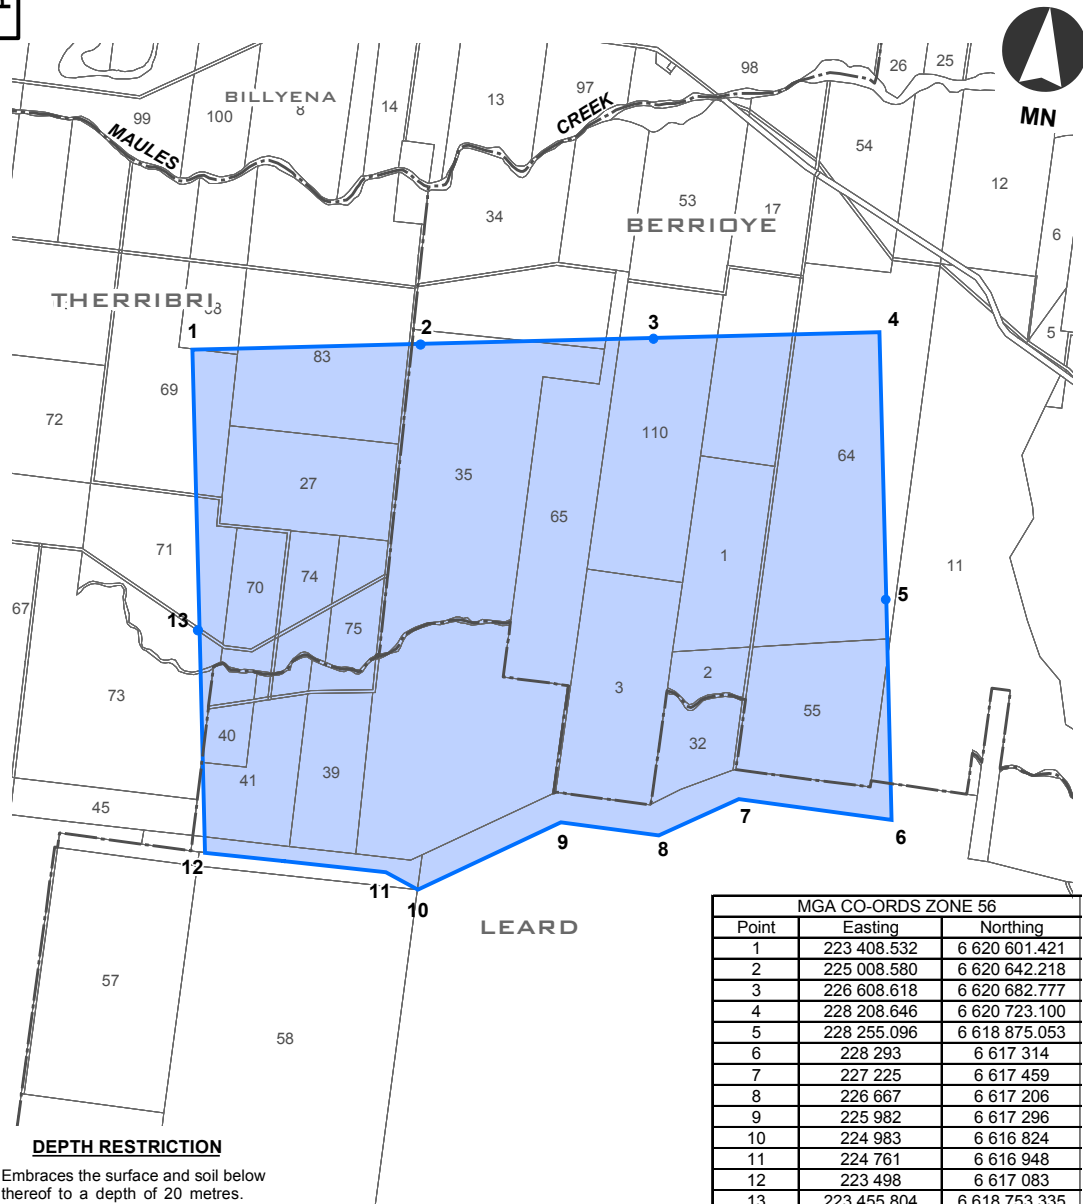 MN
26
25
98
97
13
14
BILLYENA
8
100
99
MAULES
CREEK
54
12
53
17
6
34
BERRIOYE
THERRIBRI
1
2
3
4
5
83
69
72
110
35
64
27
65
1
11
71
70
74
75
5
67
13
73
2
3
55
40
32
41
39
45
6
7
8
9
12
11
10
LEARD
57
58
MGA CO-ORDS ZONE 56
Point Easting Northing
1 223 408.532 6 620 601.421
2 225 008.580 6 620 642.218
3 226 608.618 6 620 682.777
4 228 208.646 6 620 723.100
5 228 255.096 6 618 875.053
6 228 293 6 617 314
7 227 225 6 617 459
8 226 667 6 617 206
9 225 982 6 617 296
10 224 983 6 616 824
11 224 761 6 616 948
12 223 498 6 617 083
13 223 455.804 6 618 753.335
DEPTH RESTRICTION
Embraces the surface and soil below
thereof to a depth of 20 metres.